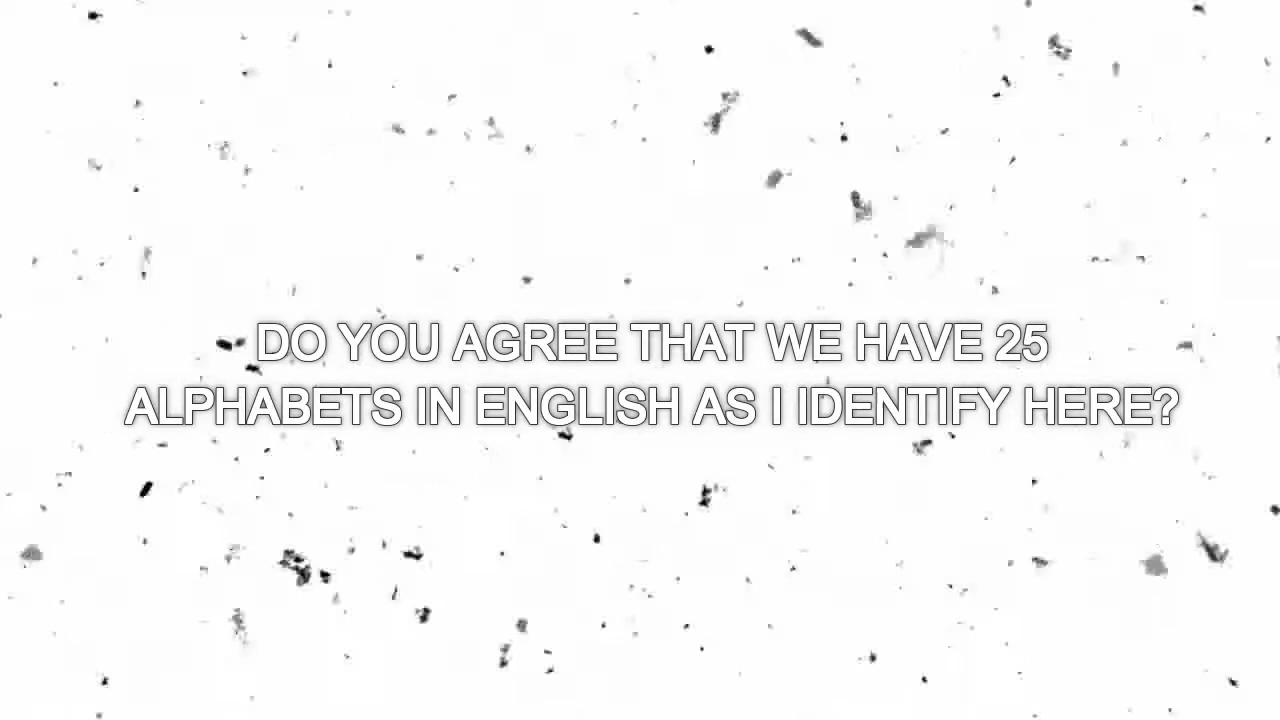 DO YOU AGREE THAT WE HAVE 25
ALPHABETS IN ENGLISH AS I IDENTIFY HERE?